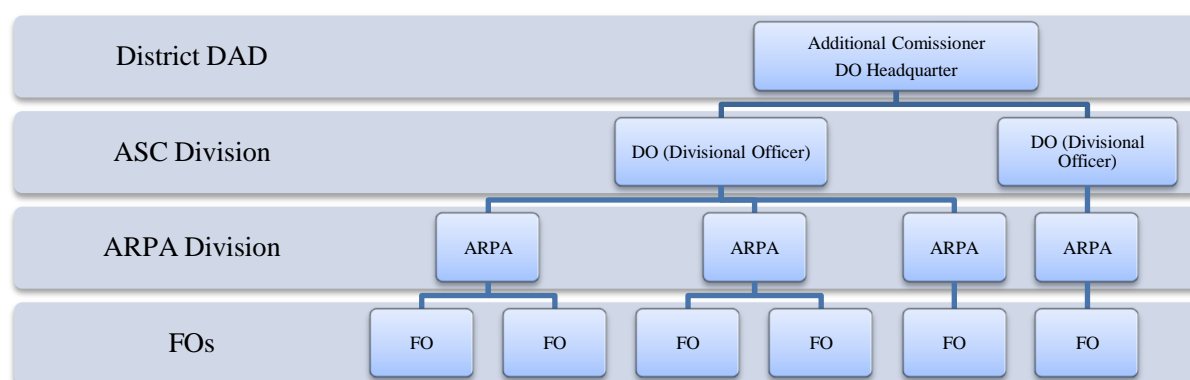 District DAD
Additional Comissioner
DO Headquarter
ASC Division
DO (Divisional Officer)
DO (Divisional
Officer)
ARPA Division
ARPA
ARPA
ARPA
ARPA
FOs
FO
FO
FO
FO
FO
FO